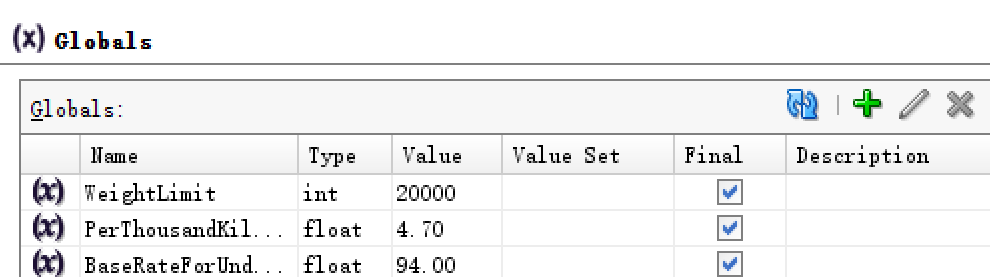 (x) Globals
Globals:
Name Type Value Value Set Final Description
(x) WeightLimit int 20000
(x) PerThousandKil... float 4.70
(x) BaseRateForUnd... float 94.00